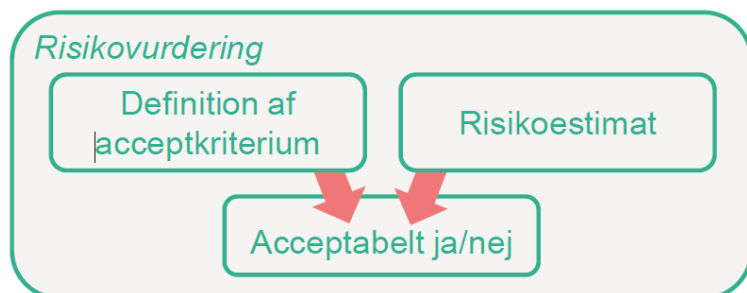 Risikovurdering
Definition af
acceptkriterium
Risikoestimat
Acceptabelt ja/nej